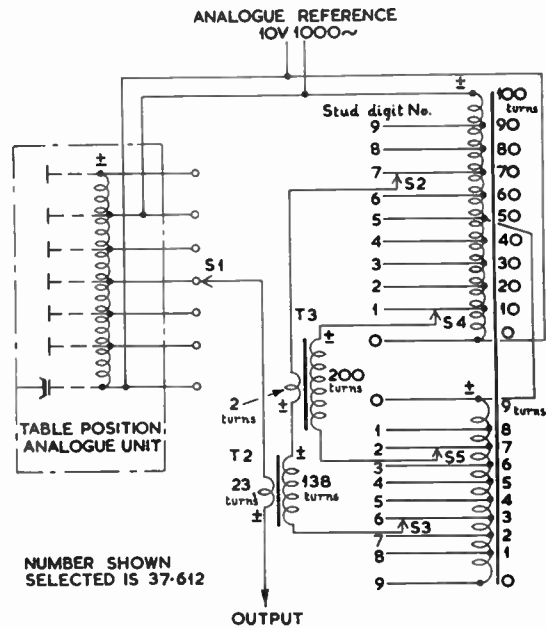 ANALOGUE REFERENCE
10V 1000~
Stud digit No.
±
100
turns
9
90
8
80
7
70
S2
6
60
5
50
4
40
3
30
2
20
1
10
S4
0
0
±
S1
T3
±
200
turns
2
turns
±
±
0
9
turns
1
8
2
7
S5
3
6
4
5
5
4
6
3
S3
7
2
8
1
9
0
T2
±
23
turns
±
138
turns
TABLE POSITION
ANALOGUE UNIT
NUMBER SHOWN
SELECTED IS 37·612
OUTPUT